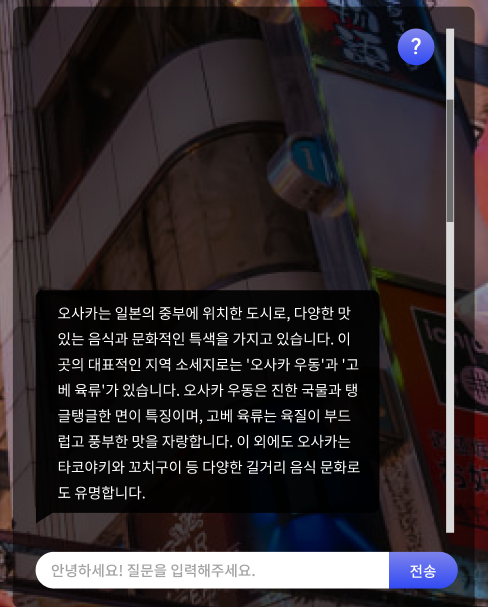 ?
오사카는 일본의 중부에 위치한 도시로, 다양한 맛
있는 음식과 문화적인 특색을 가지고 있습니다. 이
곳의 대표적인 지역 소세지로는 '오사카 우동'과 '고
베 육류'가 있습니다. 오사카 우동은 진한 국물과 탱
글탱글한 면이 특징이며, 고베 육류는 육질이 부드
럽고 풍부한 맛을 자랑합니다. 이 외에도 오사카는
타코야키와 꼬치구이 등 다양한 길거리 음식 문화로
도 유명합니다.
안녕하세요! 질문을 입력해주세요.
전송